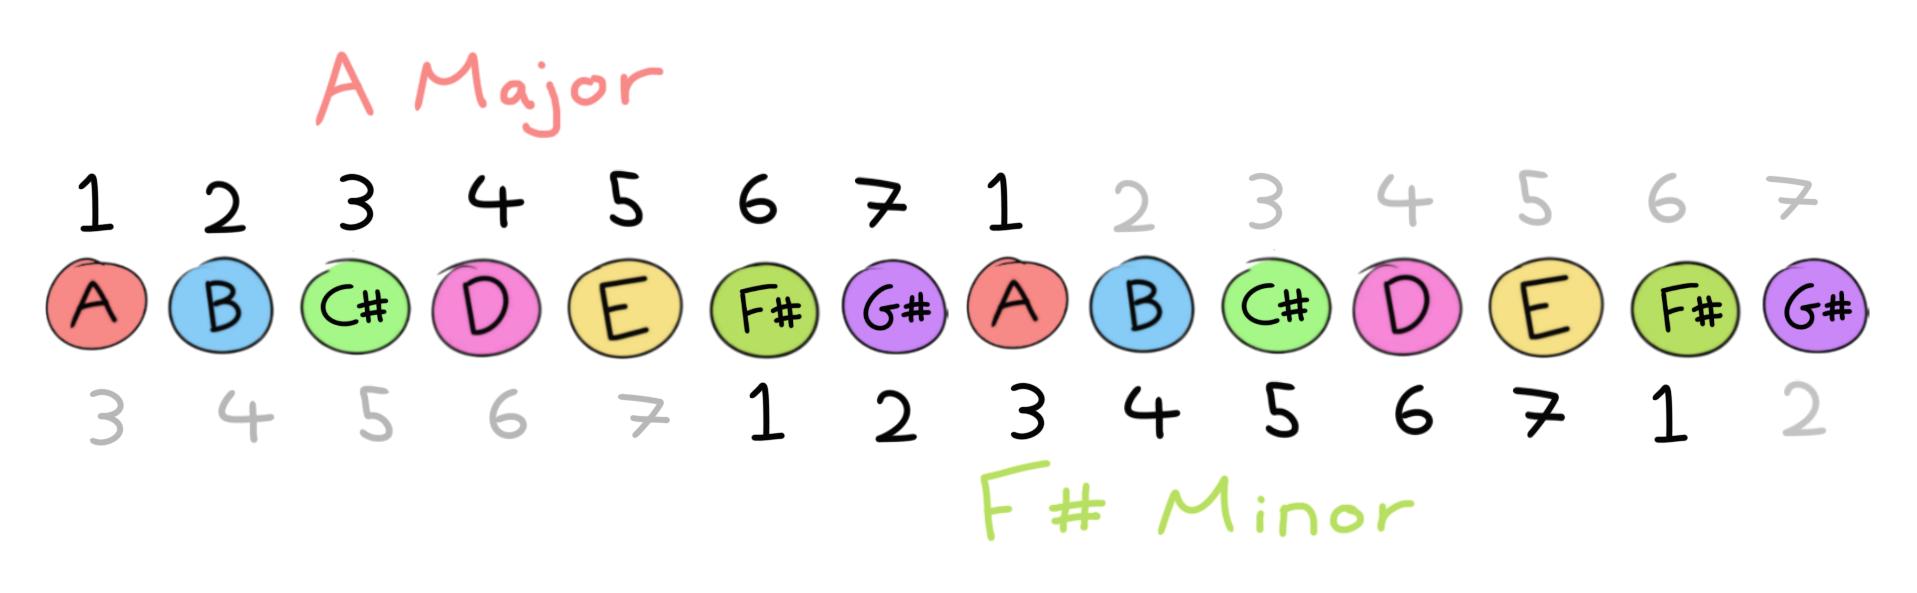 A Major
1 2 3 4 5 6 7 1 2 3 4 5 6 7
A B C# D E F# G# A B C# D E F# G#
3 4 5 6 7 1 2 3 4 5 6 7 1 2
F# Minor